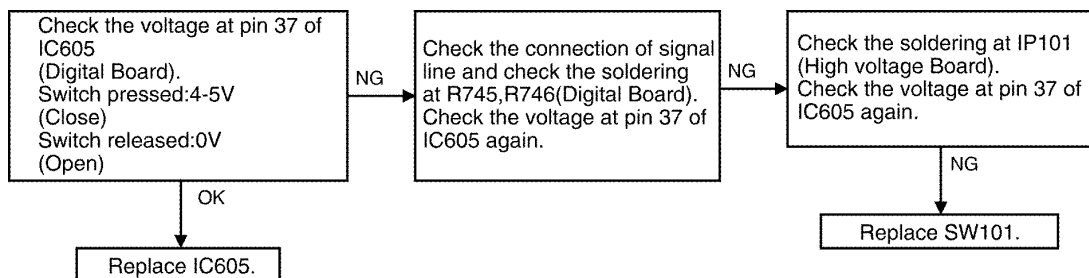 Check the voltage at pin 37 of
IC605
(Digital Board).
Switch pressed:4-5V
(Close)
Switch released:0V
(Open)
NG
Check the connection of signal
line and check the soldering
at R745,R746(Digital Board).
Check the voltage at pin 37 of
IC605 again.
NG
Check the soldering at IP101
(High voltage Board).
Check the voltage at pin 37 of
IC605 again.
OK
NG
Replace IC605.
Replace SW101.